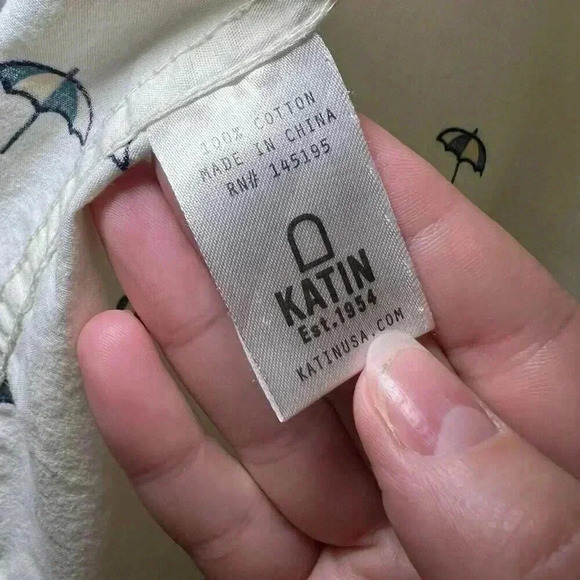 100% COTTON
MADE IN CHINA
RN# 145195
KATIN
Est.1954
KATINUSA.COM